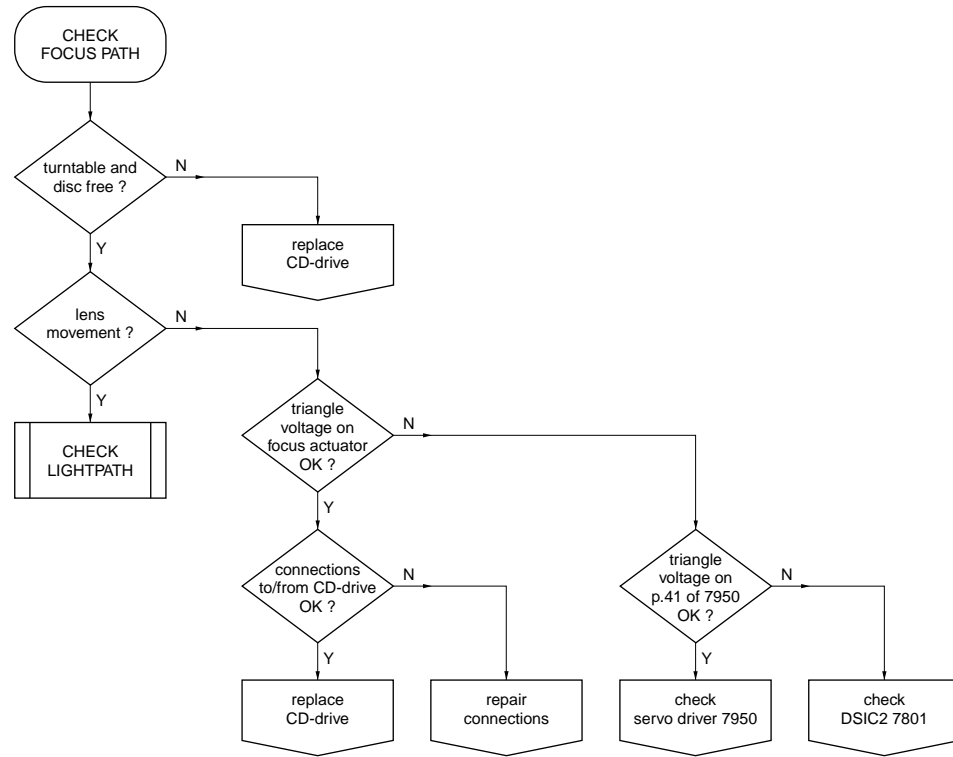 CHECK
FOCUS PATH
turntable and
disc free ?
N
Y
replace
CD-drive
lens
movement ?
N
Y
CHECK
LIGHTPATH
triangle
voltage on
focus actuator
OK ?
N
Y
connections
to/from CD-drive
OK ?
N
Y
triangle
voltage on
p.41 of 7950
OK ?
N
Y
replace
CD-drive
repair
connections
check
servo driver 7950
check
DSIC2 7801